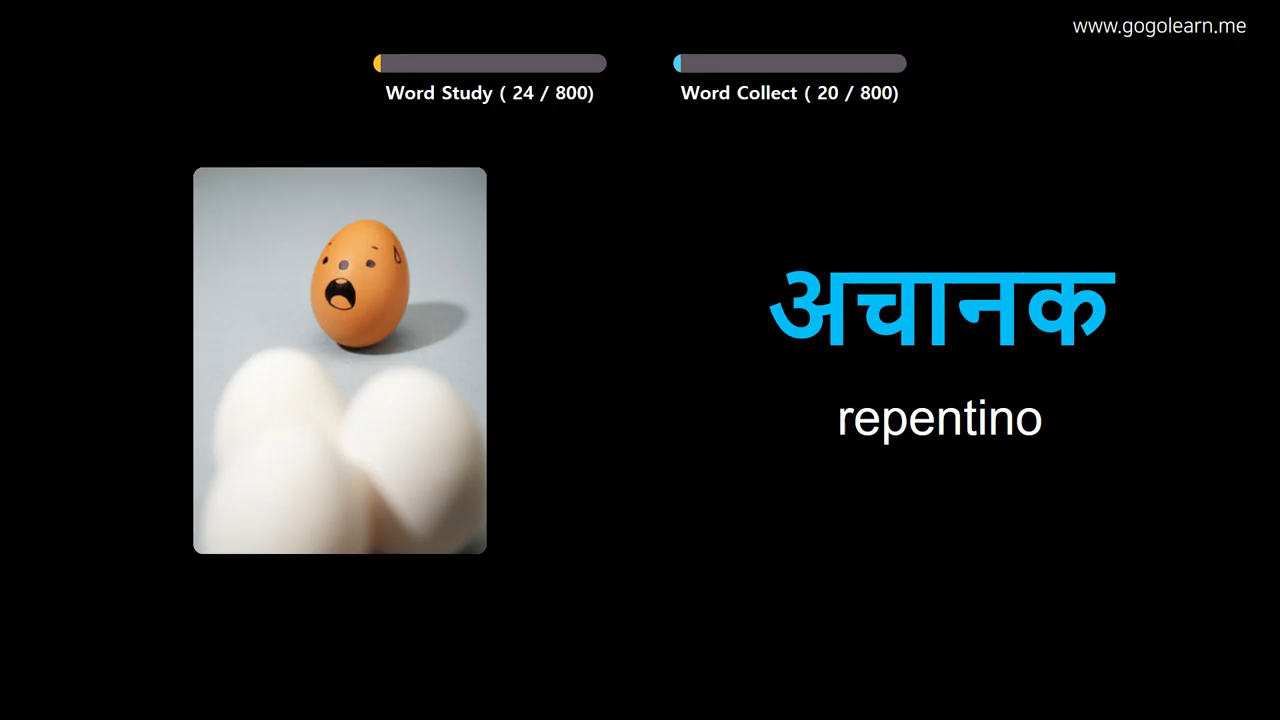 www.gogolearn.me
Word Study ( 24 / 800)
Word Collect ( 20 / 800)
अचानक
repentino